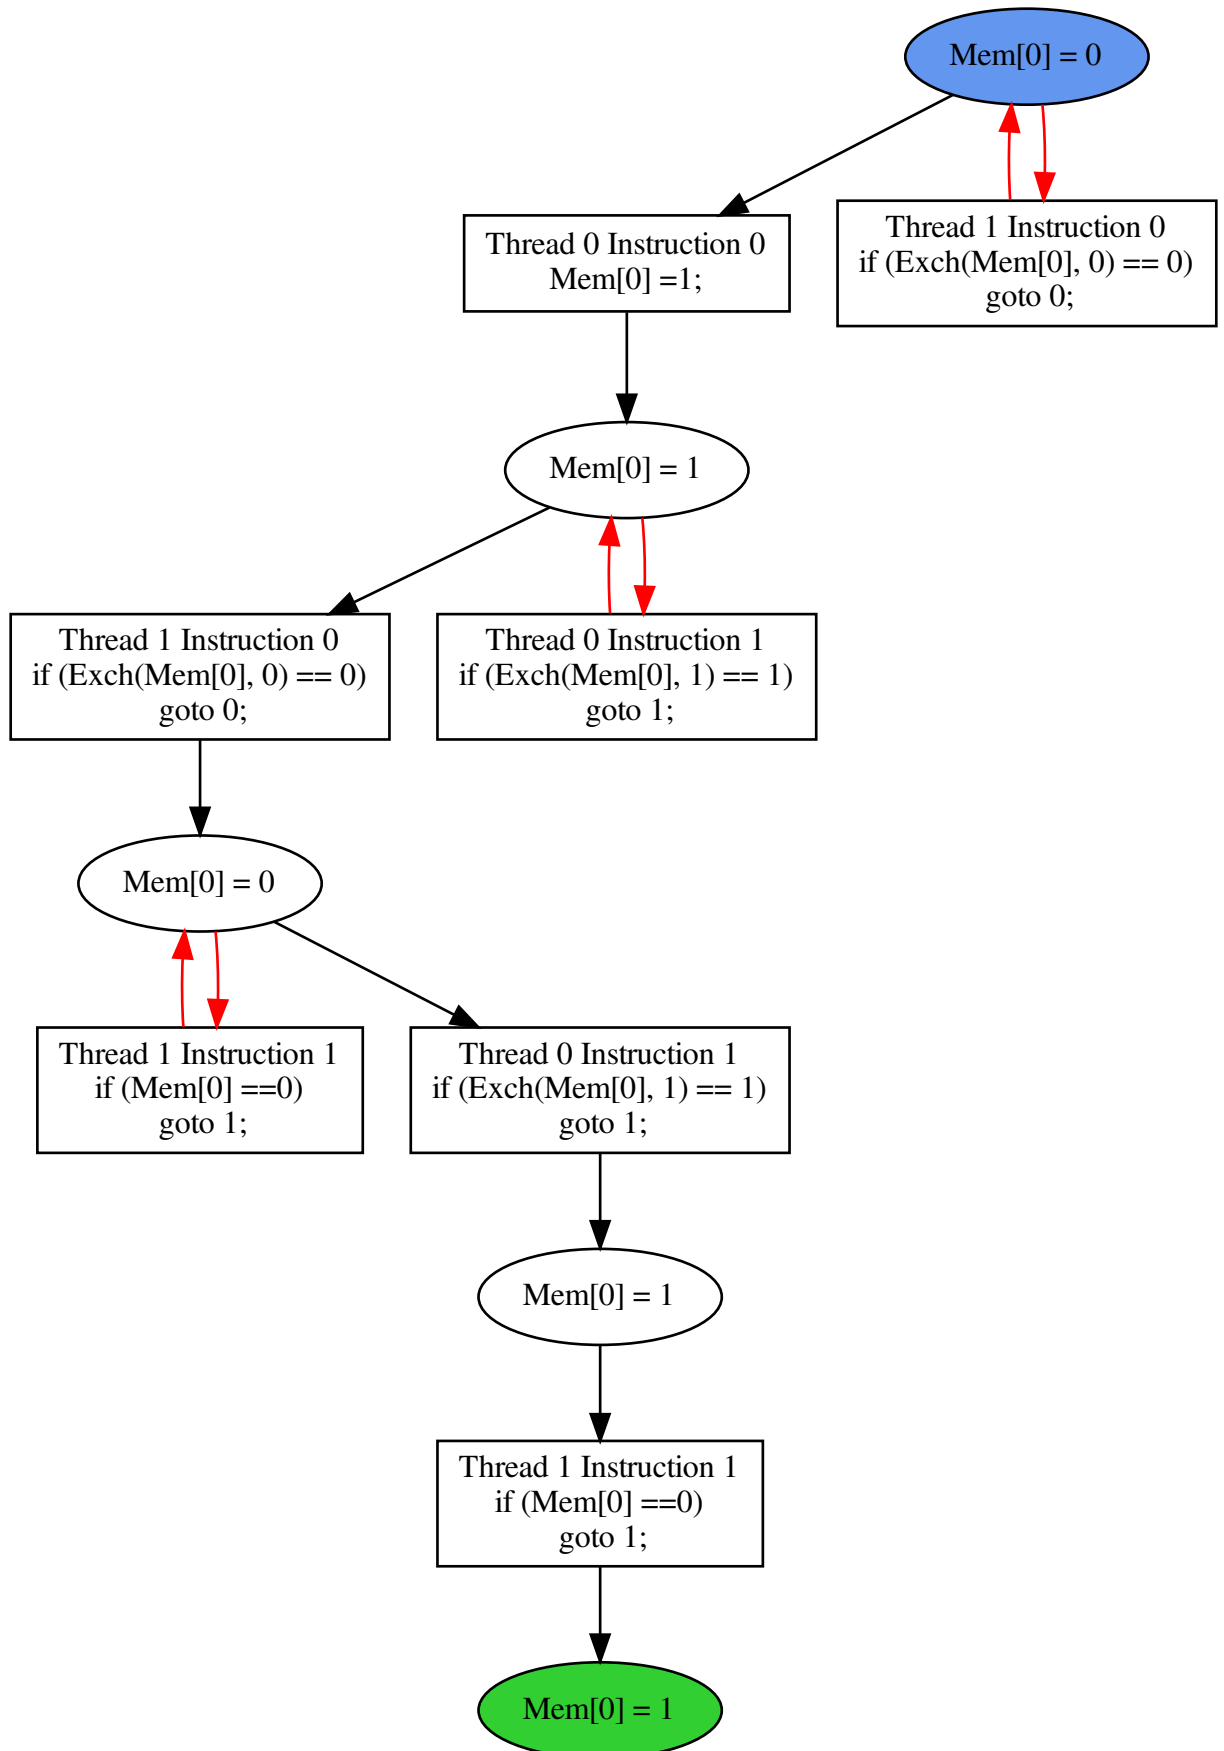 Mem[0] = 0
Thread 0 Instruction 0
Mem[0] =1;
Thread 1 Instruction 0
if (Exch(Mem[0], 0) == 0)
goto 0;
Mem[0] = 1
Thread 1 Instruction 0
if (Exch(Mem[0], 0) == 0)
goto 0;
Thread 0 Instruction 1
if (Exch(Mem[0], 1) == 1)
goto 1;
Mem[0] = 0
Thread 1 Instruction 1
if (Mem[0] ==0)
goto 1;
Thread 0 Instruction 1
if (Exch(Mem[0], 1) == 1)
goto 1;
Mem[0] = 1
Thread 1 Instruction 1
if (Mem[0] ==0)
goto 1;
Mem[0] = 1